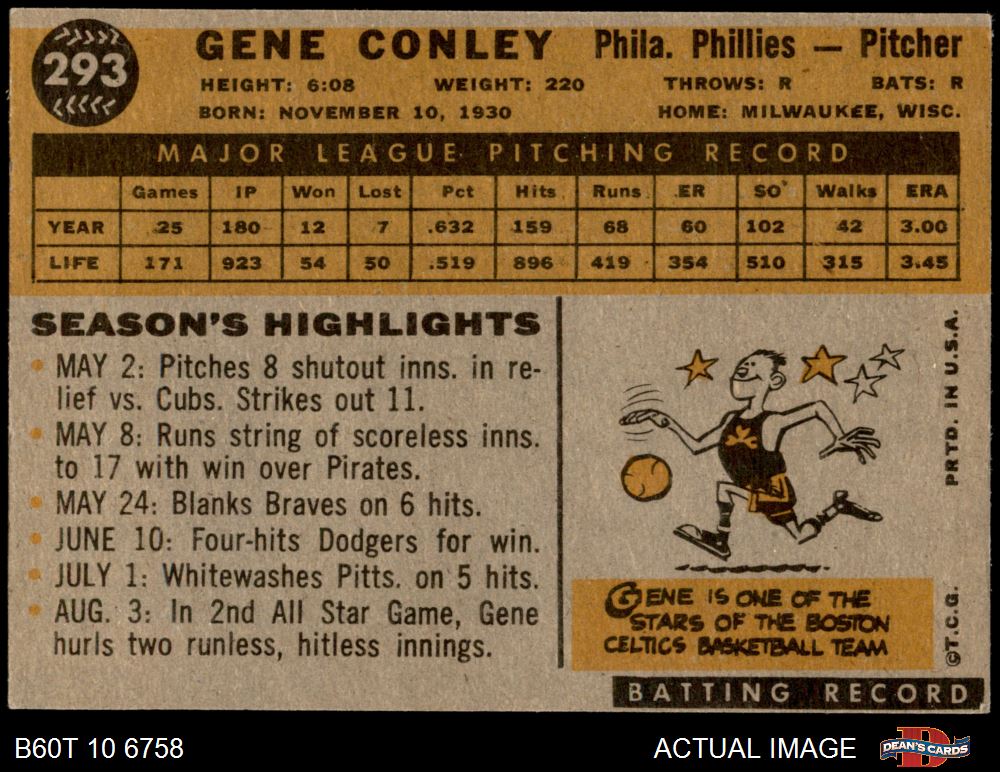 293
GENE CONLEY Phila. Phillies — Pitcher
HEIGHT: 6:08 WEIGHT: 220 THROWS: R BATS: R
BORN: NOVEMBER 10, 1930 HOME: MILWAUKEE, WISC.
MAJOR LEAGUE PITCHING RECORD
Games IP Won Lost Pct Hits Runs ER SO Walks ERA
YEAR 25 180 12 7 .632 159 68 60 102 42 3.00
LIFE 171 923 54 50 .519 896 419 354 510 315 3.45
SEASON'S HIGHLIGHTS
• MAY 2: Pitches 8 shutout inns. in re-
lief vs. Cubs. Strikes out 11.
• MAY 8: Runs string of scoreless inns.
to 17 with win over Pirates.
• MAY 24: Blanks Braves on 6 hits.
• JUNE 10: Four-hits Dodgers for win.
• JULY 1: Whitewashes Pitts. on 5 hits.
• AUG. 3: In 2nd All Star Game, Gene
hurls two runless, hitless innings.
GENE IS ONE OF THE
STARS OF THE BOSTON
CELTICS BASKETBALL TEAM
©T.C.G. PRTD. IN U.S.A.
BATTING RECORD
B60T 10 6758 ACTUAL IMAGE DEAN'S CARDS